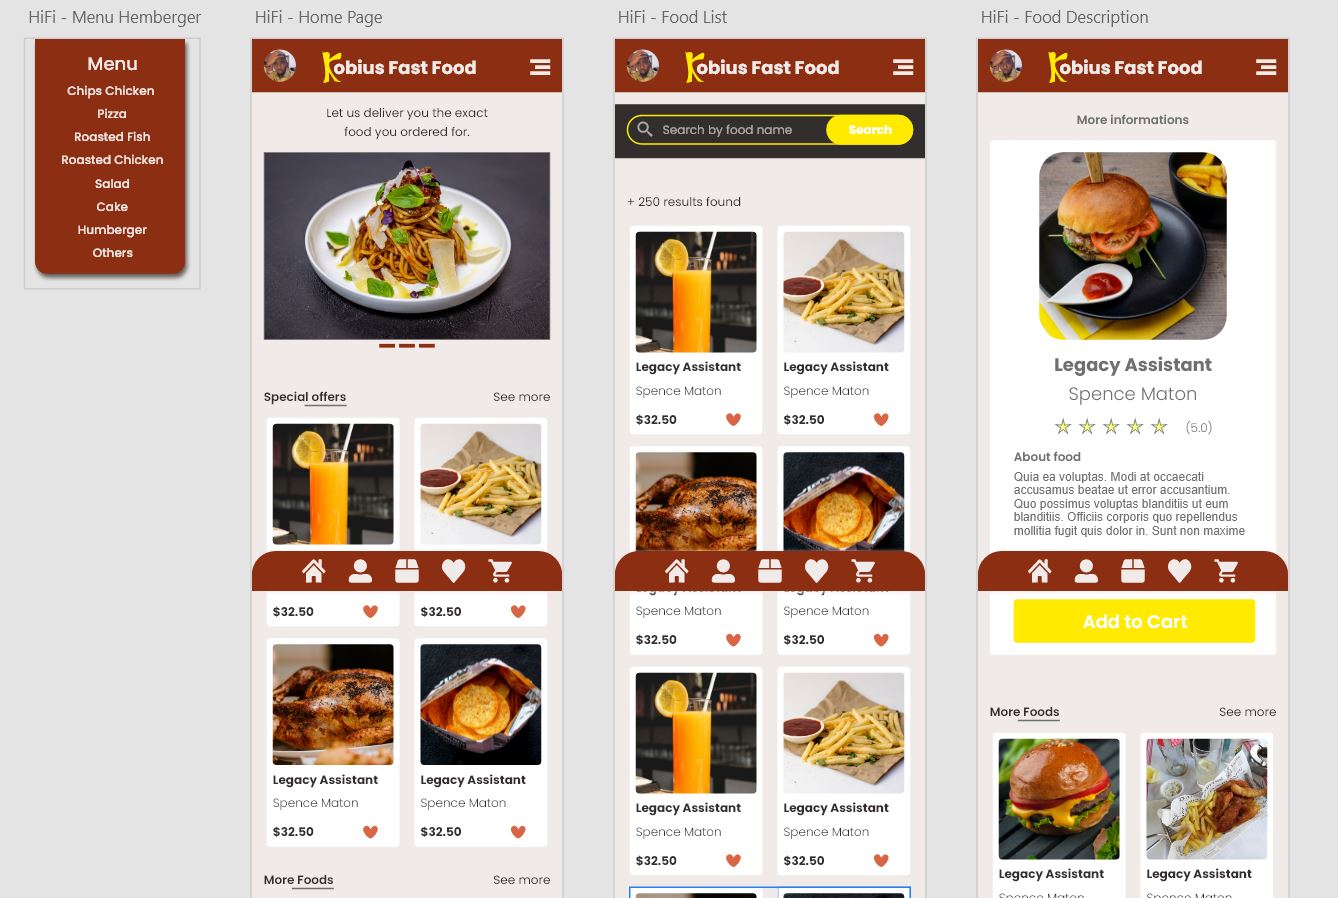 HiFi - Menu Hemberger
Menu
Chips Chicken
Pizza
Roasted Fish
Roasted Chicken
Salad
Cake
Humberger
Others
HiFi - Home Page
Kobius Fast Food
Let us deliver you the exact
food you ordered for.
Special offers
See more
$32.50
$32.50
Legacy Assistant
Legacy Assistant
Spence Maton
Spence Maton
$32.50
$32.50
More Foods
See more
HiFi - Food List
Kobius Fast Food
Search by food name
Search
+ 250 results found
Legacy Assistant
Legacy Assistant
Spence Maton
Spence Maton
$32.50
$32.50
Legacy Assistant
Legacy Assistant
Spence Maton
Spence Maton
$32.50
$32.50
Legacy Assistant
Legacy Assistant
Spence Maton
Spence Maton
$32.50
$32.50
HiFi - Food Description
Kobius Fast Food
More informations
Legacy Assistant
Spence Maton
(5.0)
About food
Quia ea voluptas. Modi at occaecati
accusamus beatae ut error accusantium.
Quo possimus voluptas blanditiis ut eum
blanditiis. Officiis corporis quo repellendus
mollitia fugit quis dolor in. Sunt non maxime
Add to Cart
More Foods
See more
Legacy Assistant
Legacy Assistant
Spence Maton
Spence Maton